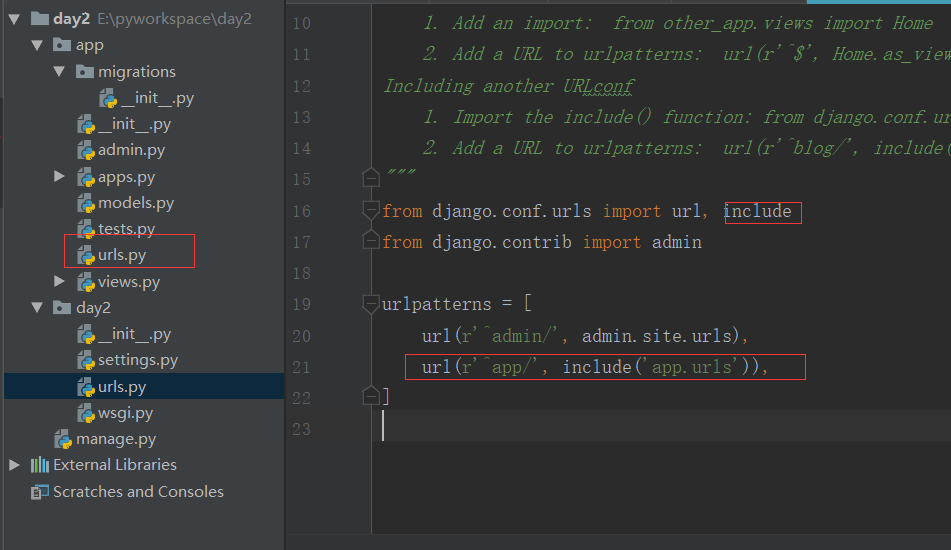 day2 E:\pyworkspace\day2
app
migrations
__init__.py
__init__.py
admin.py
apps.py
models.py
tests.py
urls.py
views.py
day2
__init__.py
settings.py
urls.py
wsgi.py
manage.py
External Libraries
Scratches and Consoles
10 1. Add an import: from other_app.views import Home
11 2. Add a URL to urlpatterns: url(r'^$', Home.as_view
12 Including another URLconf
13 1. Import the include() function: from django.conf.ur
14 2. Add a URL to urlpatterns: url(r'^blog/', include(
15 """
16 from django.conf.urls import url, include
17 from django.contrib import admin
18
19 urlpatterns = [
20 url(r'^admin/', admin.site.urls),
21 url(r'^app/', include('app.urls')),
22 ]
23